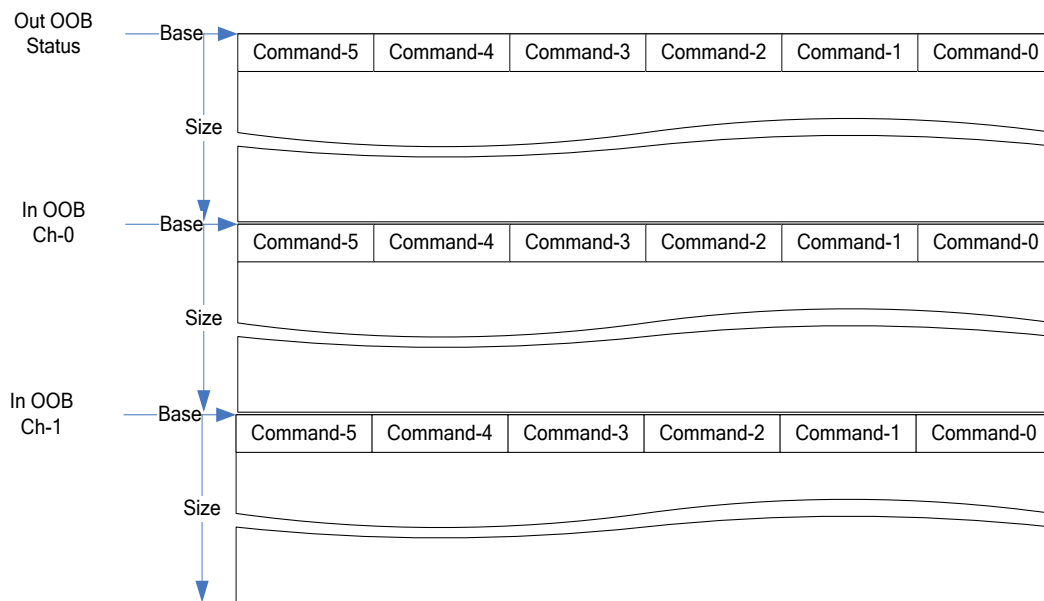 Out OOB
Status
Base
Command-5 Command-4 Command-3 Command-2 Command-1 Command-0
Size
In OOB
Ch-0
Base
Command-5 Command-4 Command-3 Command-2 Command-1 Command-0
Size
In OOB
Ch-1
Base
Command-5 Command-4 Command-3 Command-2 Command-1 Command-0
Size